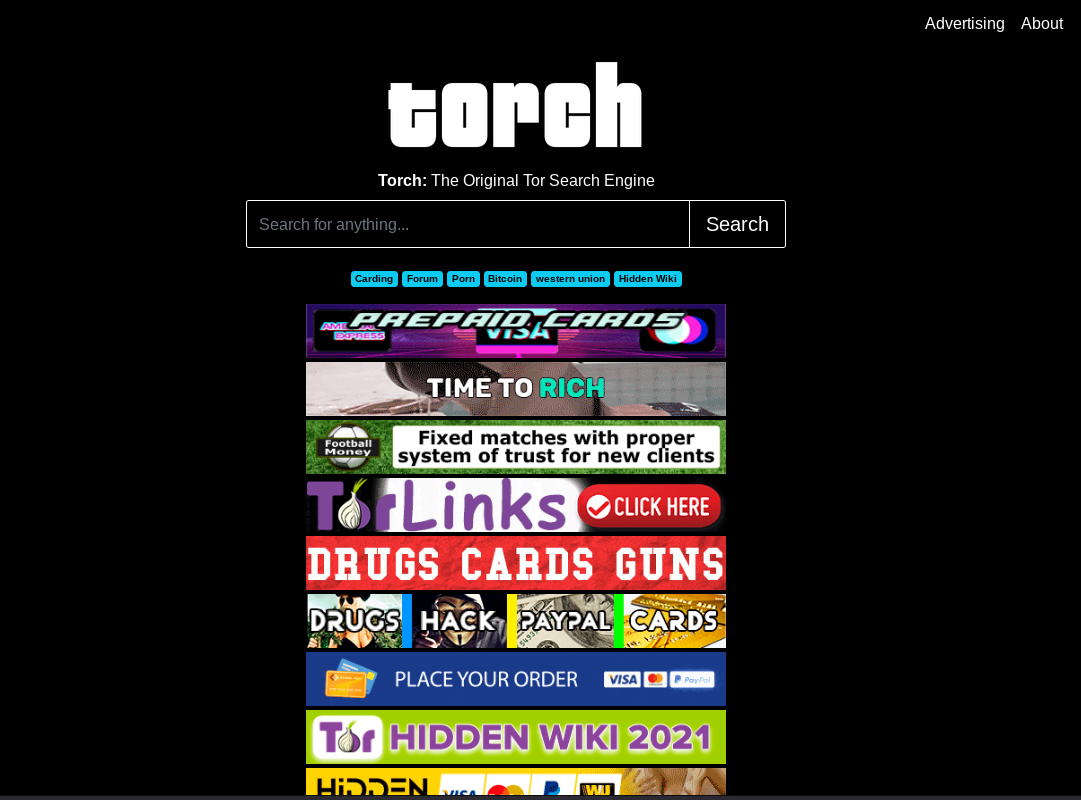 Advertising About
torch
Torch: The Original Tor Search Engine
Search for anything... Search
Carding Forum Porn Bitcoin western union Hidden Wiki
PREPAID CARDS
AMERICAN EXPRESS VISA
TIME TO RICH
Football Money
Fixed matches with proper
system of trust for new clients
TorLinks CLICK HERE
DRUGS CARDS GUNS
DRUGS HACK PAYPAL CARDS
PLACE YOUR ORDER VISA PayPal
Tor HIDDEN WIKI 2021
HiDDEN VISA WU